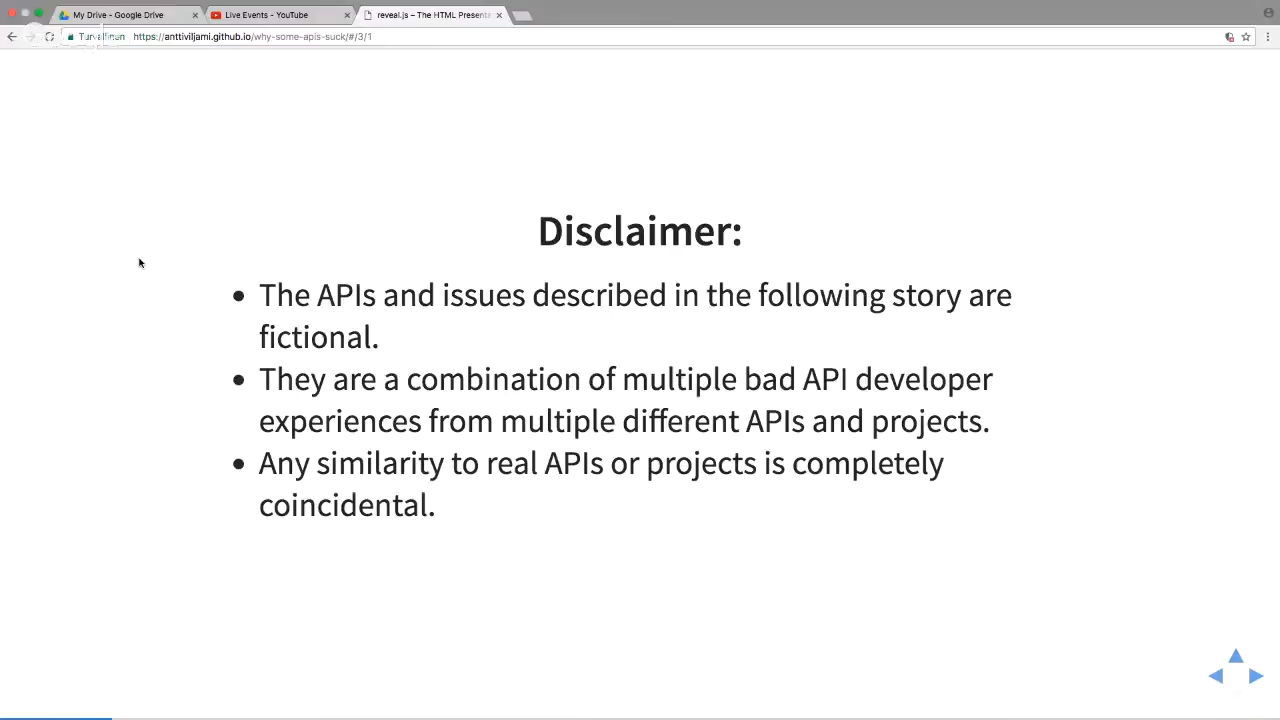 My Drive - Google Drive
Live Events - YouTube
reveal.js – The HTML Presenta
Turvallinen https://anttiviljami.github.io/why-some-apis-suck/#/3/1
Disclaimer:
• The APIs and issues described in the following story are
fictional.
• They are a combination of multiple bad API developer
experiences from multiple different APIs and projects.
• Any similarity to real APIs or projects is completely
coincidental.